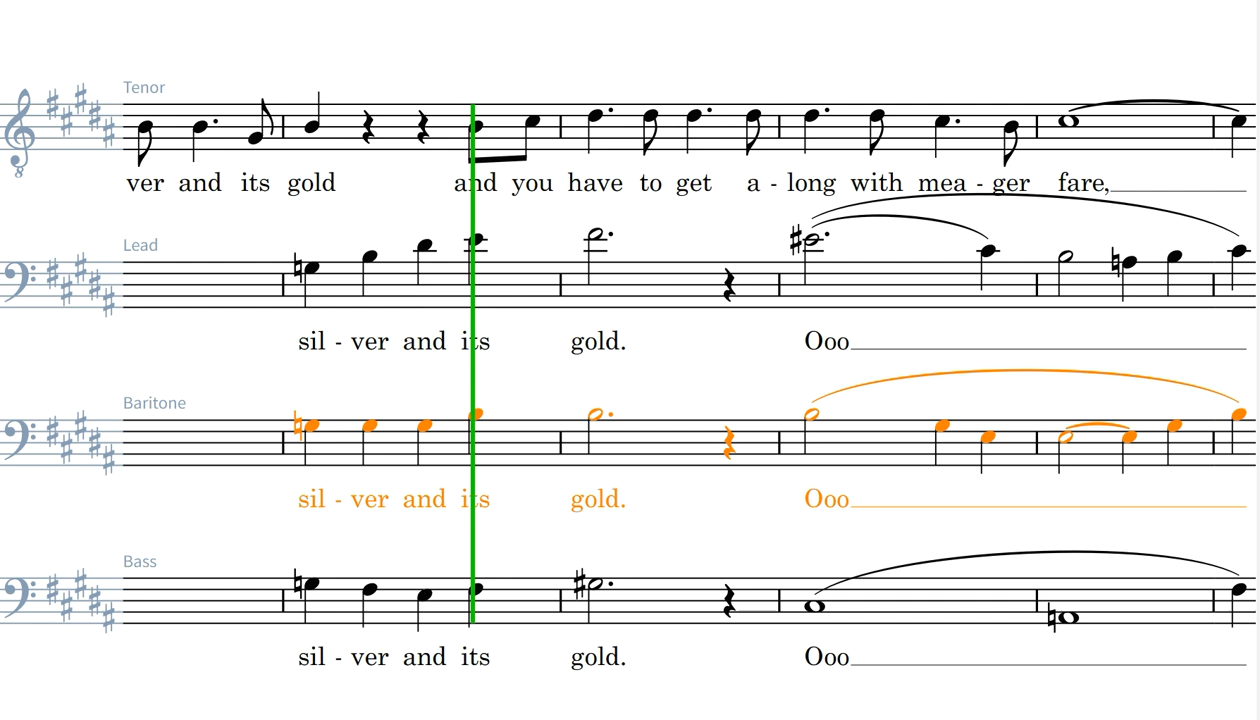 Tenor
8
ver and its gold and you have to get a - long with mea - ger fare,
Lead
sil - ver and its gold. Ooo
Baritone
sil - ver and its gold. Ooo
Bass
sil - ver and its gold. Ooo